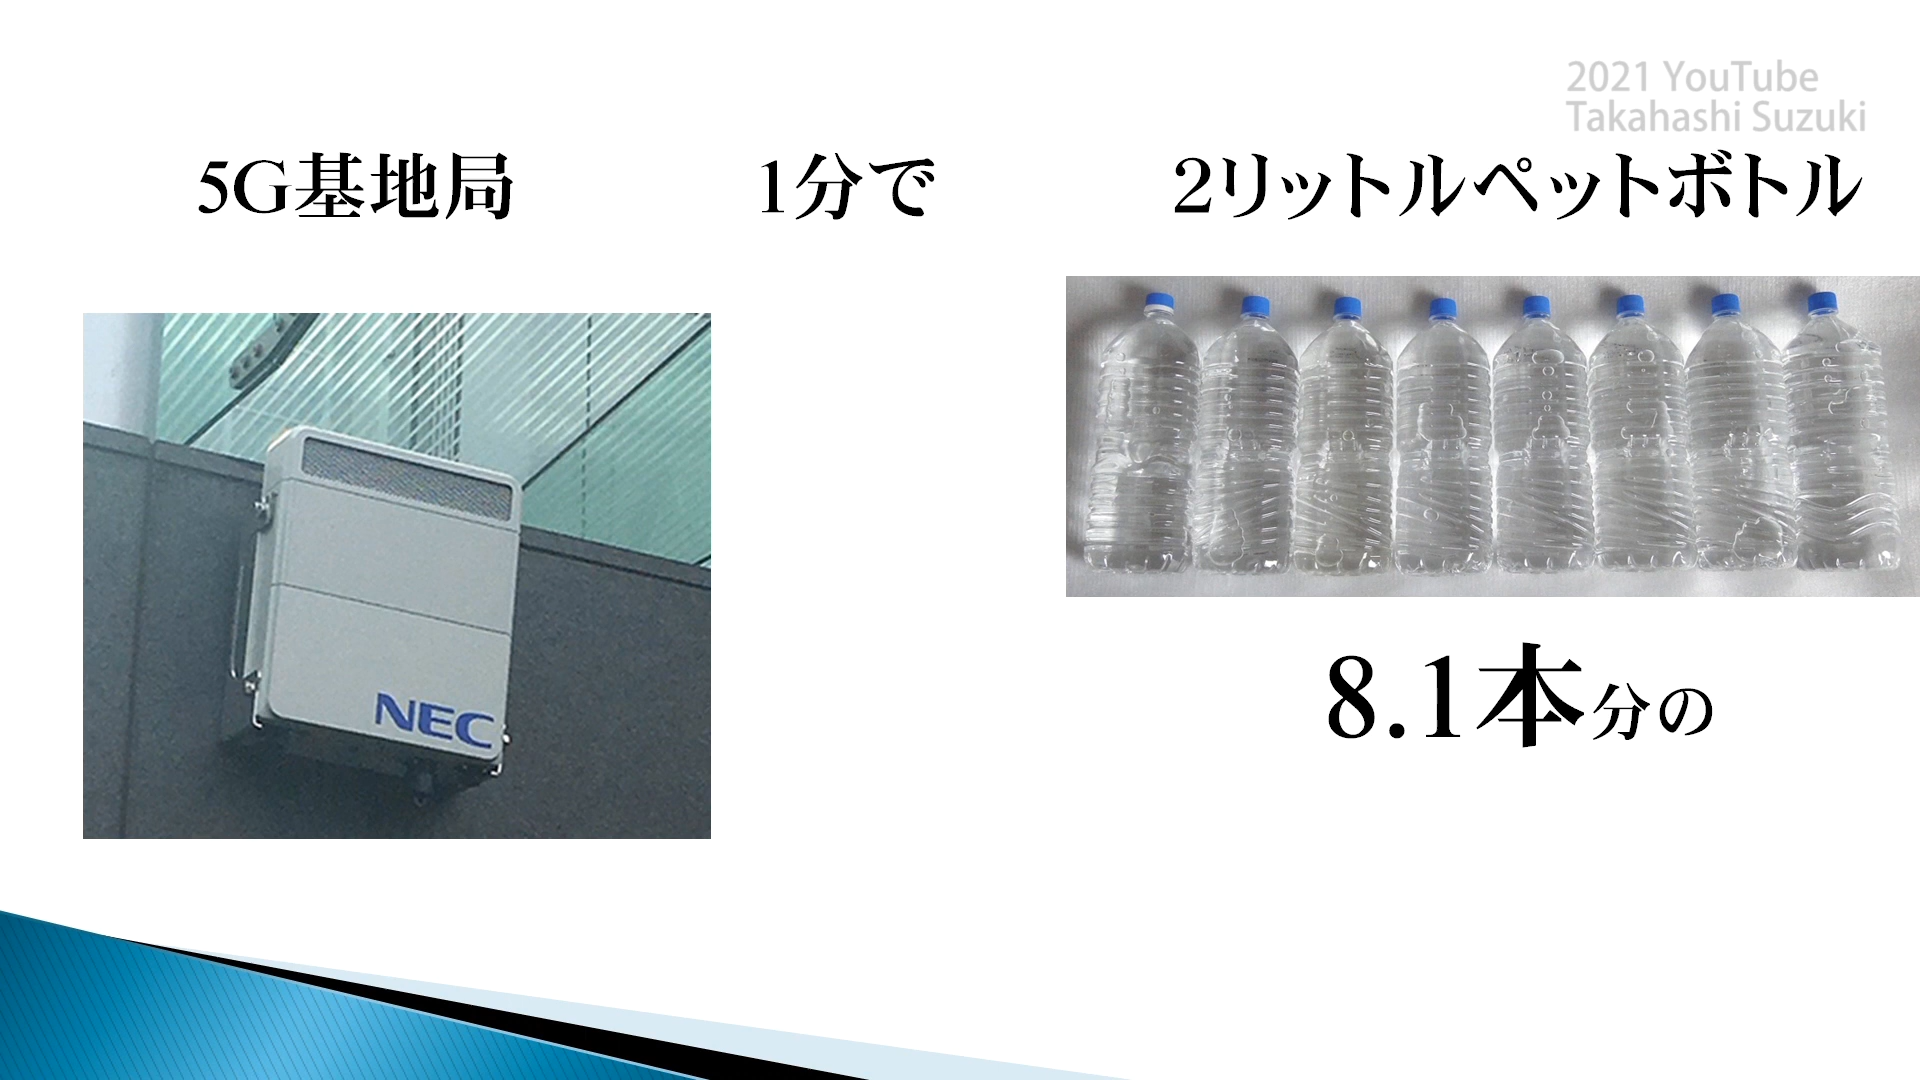 2021 YouTube
Takahashi Suzuki
5G基地局
1分で
2リットルペットボトル
NEC
8.1本分の